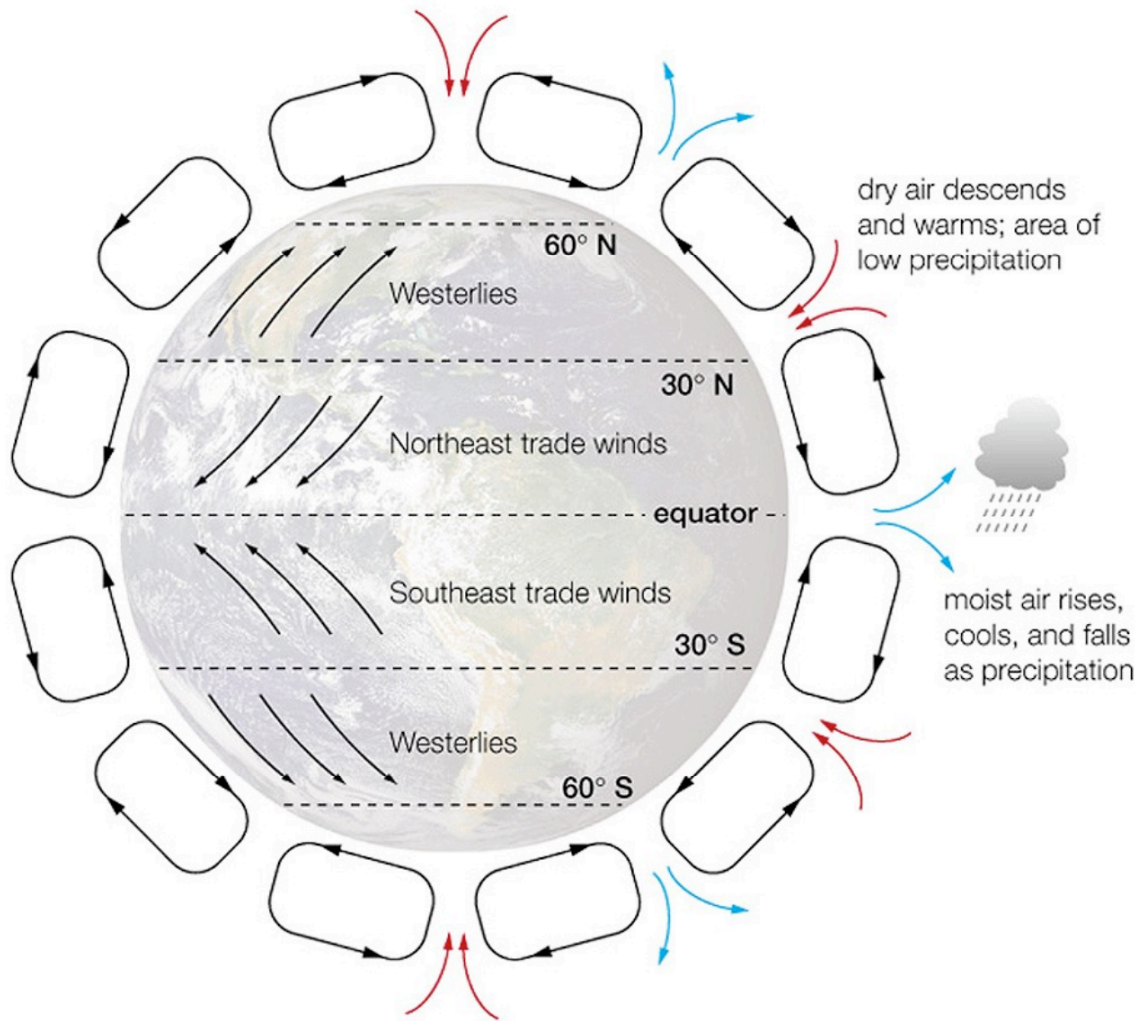 60° N
dry air descends
and warms; area of
low precipitation
Westerlies
30° N
Northeast trade winds
equator
Southeast trade winds
moist air rises,
cools, and falls
as precipitation
30° S
Westerlies
60° S